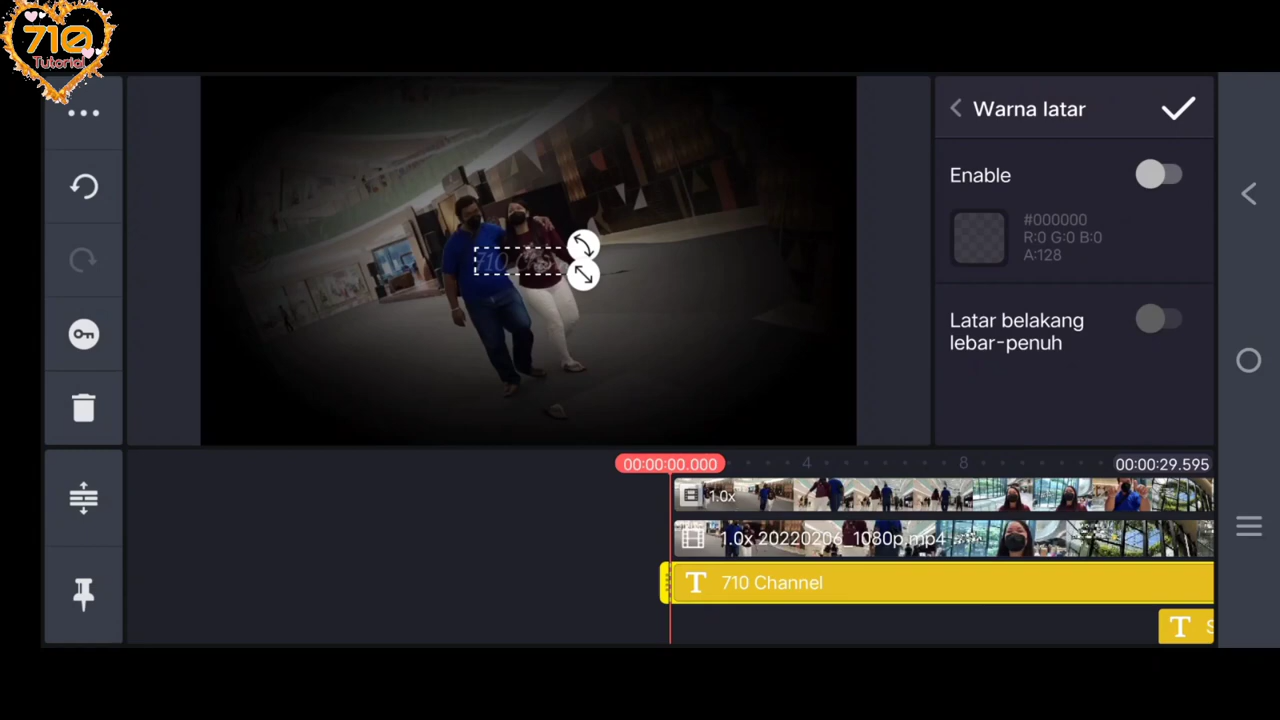 710
Tutorial
Warna latar
Enable
#000000
R:0 G:0 B:0
A:128
Latar belakang
lebar-penuh
710
00:00:00.000
4
8
00:00:29.595
1.0x
1.0x 20220206_1080p.mp4
T 710 Channel
T